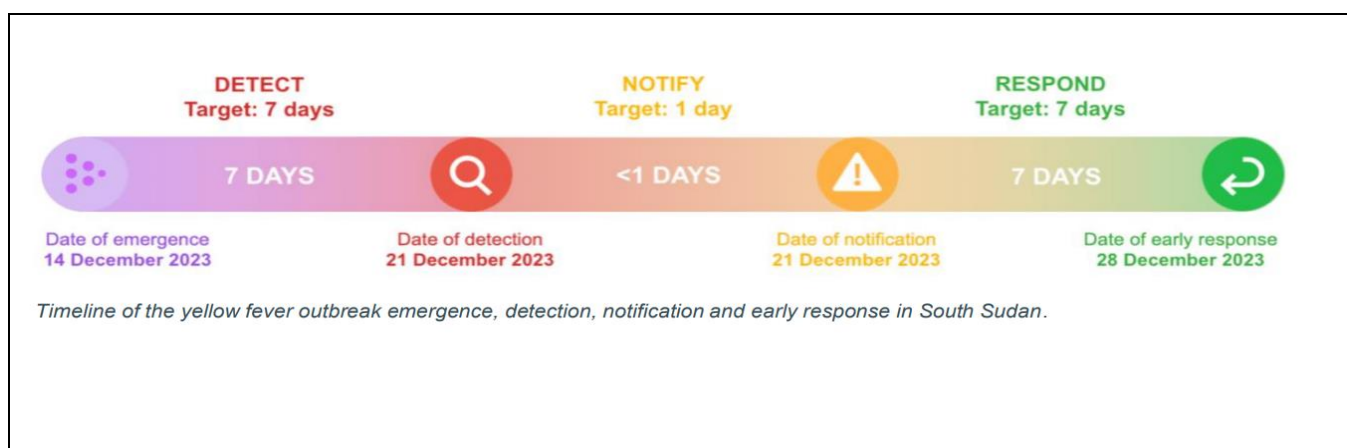 DETECT
Target: 7 days
NOTIFY
Target: 1 day
RESPOND
Target: 7 days
7 DAYS
<1 DAYS
7 DAYS
Date of emergence
14 December 2023
Date of detection
21 December 2023
Date of notification
21 December 2023
Date of early response
28 December 2023
Timeline of the yellow fever outbreak emergence, detection, notification and early response in South Sudan.